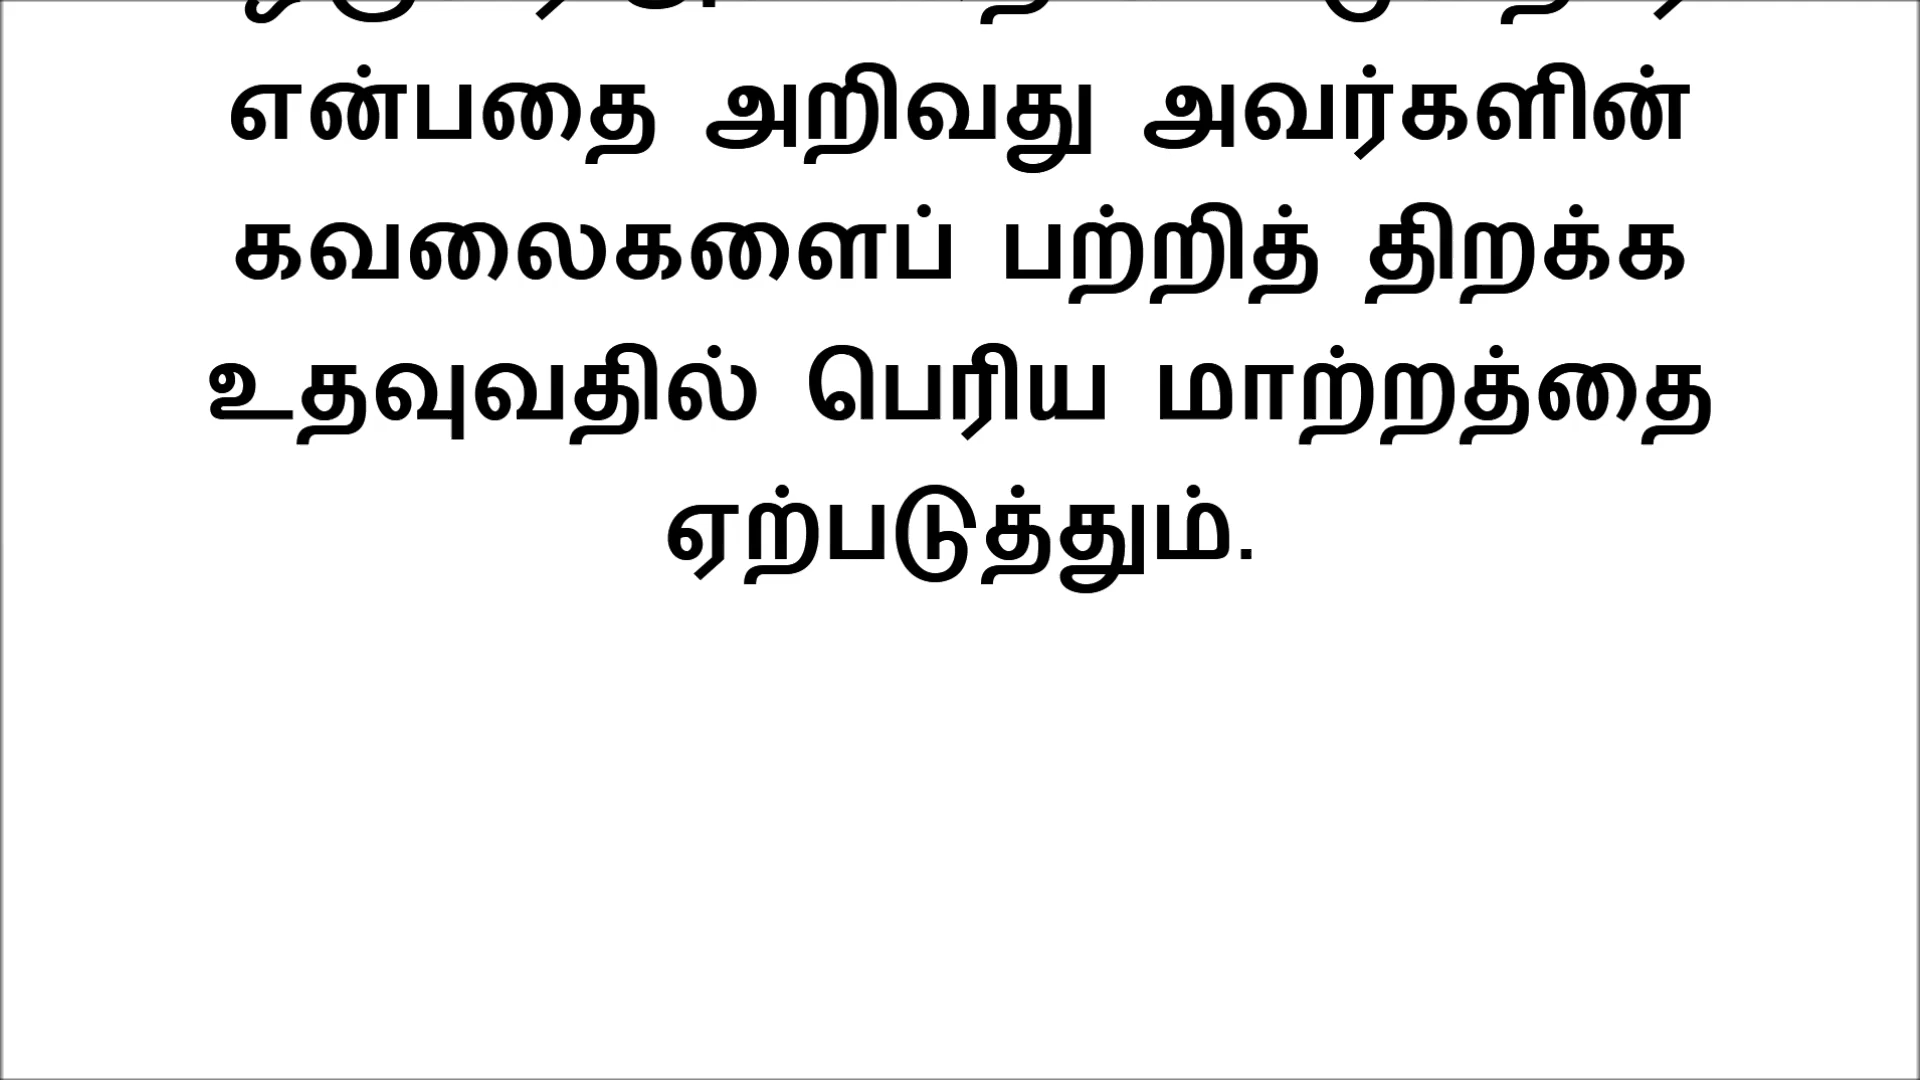 என்பதை அறிவது அவர்களின்
கவலைகளைப் பற்றித் திறக்க
உதவுவதில் பெரிய மாற்றத்தை
ஏற்படுத்தும்.